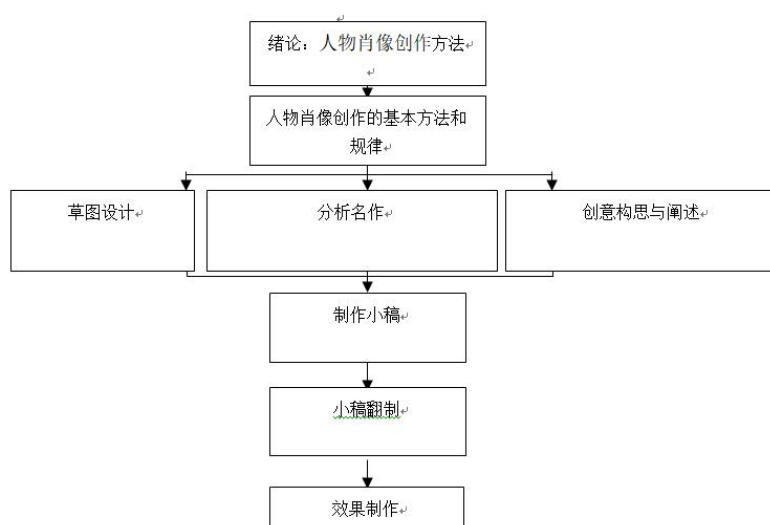 绪论：人物肖像创作方法
人物肖像创作的基本方法和
规律
草图设计
分析名作
创意构思与阐述
制作小稿
小稿翻制
效果制作